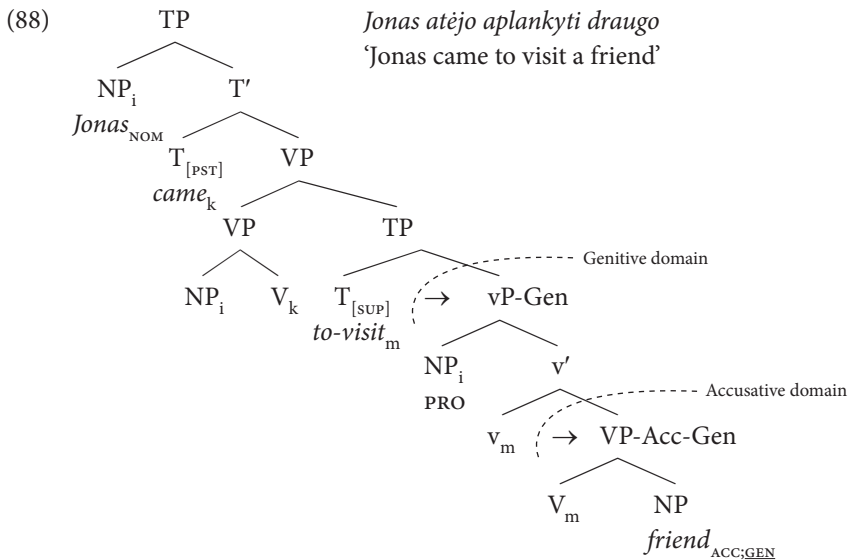 (88) TP Jonas atėjo aplankyti draugo
‘Jonas came to visit a friend’
NPi T′
JonasNOM
T[PST] VP
camek
VP TP
Genitive domain
NPi Vk T[SUP] → vP-Gen
to-visitm
NPi v′
PRO
Accusative domain
vm → VP-Acc-Gen
Vm NP
friendACC;GEN